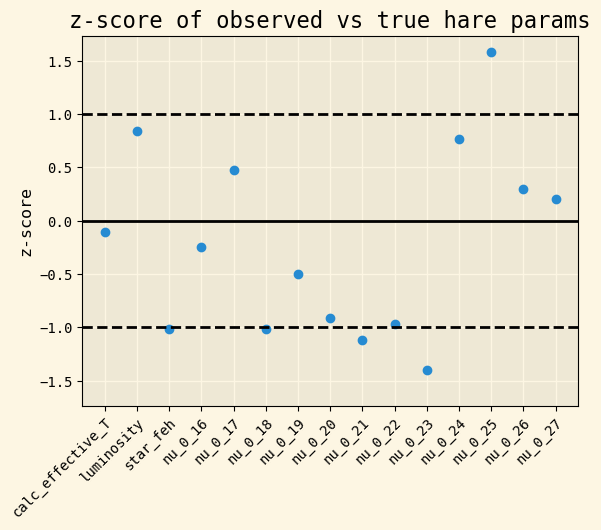 z-score of observed vs true hare params
z-score
1.5
1.0
0.5
0.0
−0.5
−1.0
−1.5
calc_effective_T
luminosity
star_feh
nu_0_16
nu_0_17
nu_0_18
nu_0_19
nu_0_20
nu_0_21
nu_0_22
nu_0_23
nu_0_24
nu_0_25
nu_0_26
nu_0_27